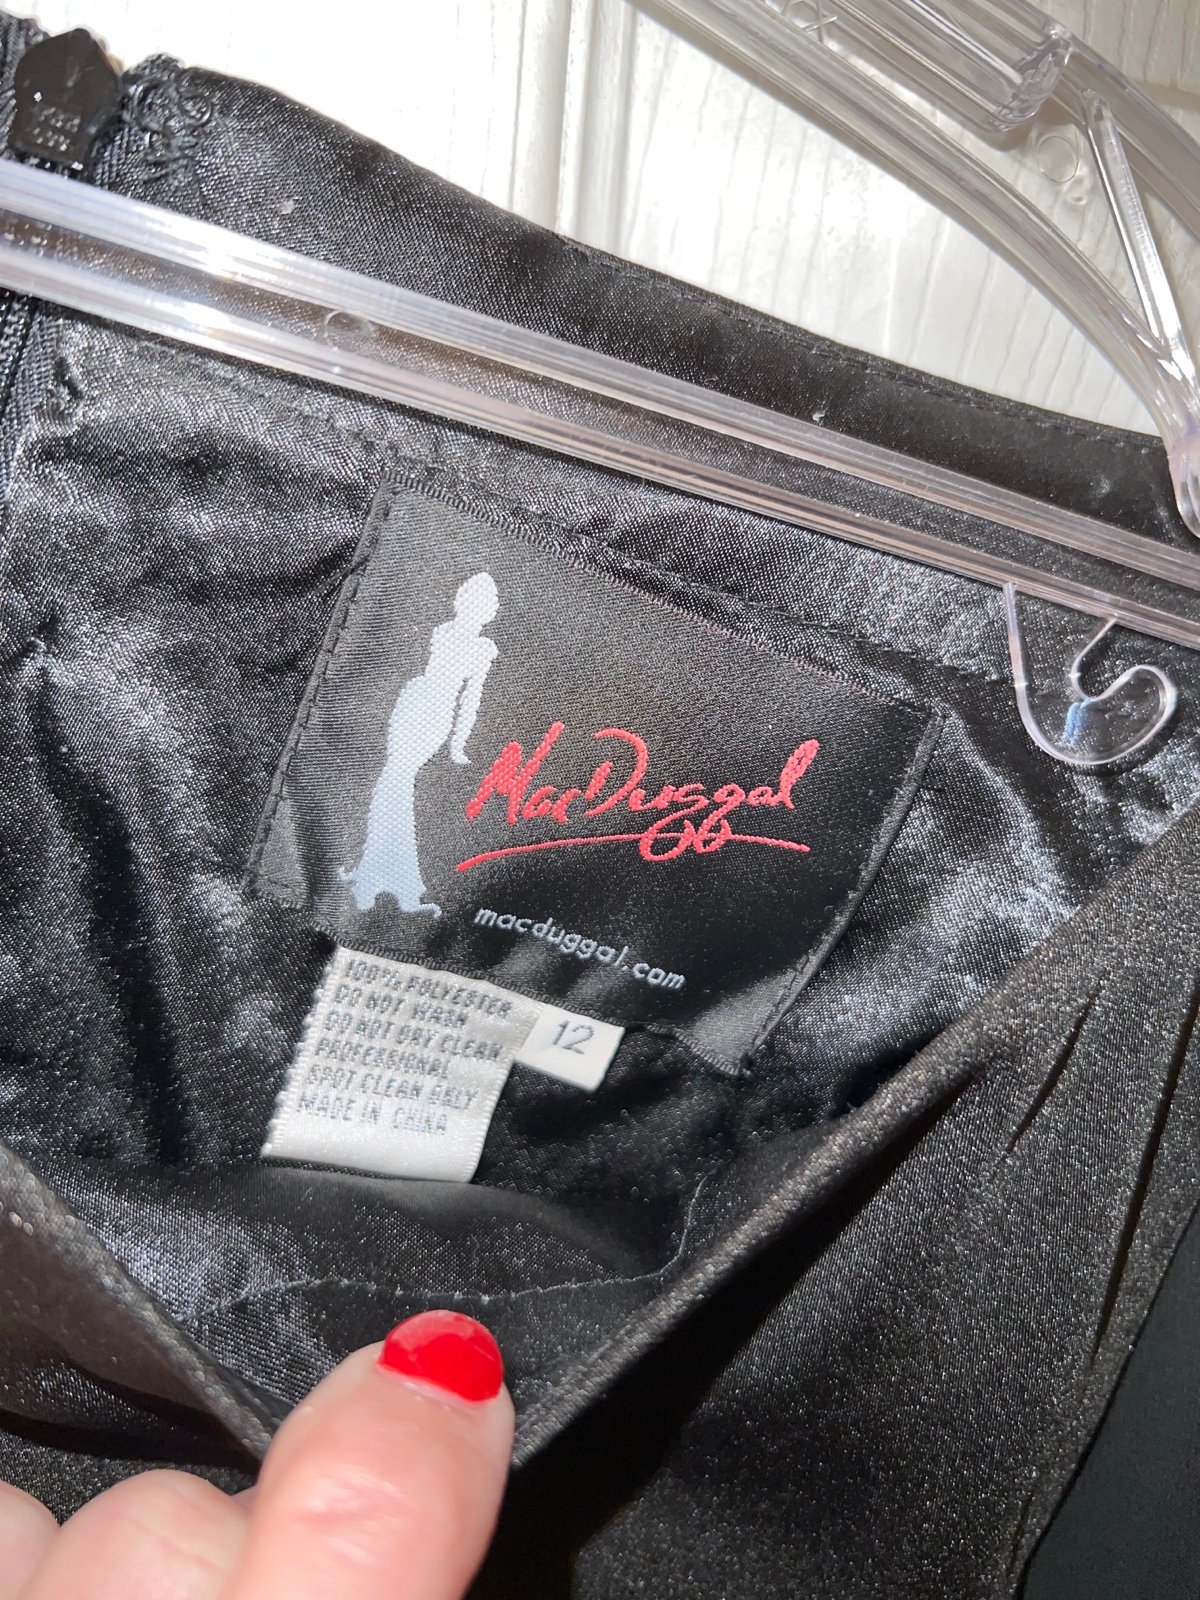 MacDuggal
macduggal.com
12
100% POLYESTER
DO NOT WASH
DO NOT DRY CLEAN
PROFESSIONAL
SPOT CLEAN ONLY
MADE IN CHINA